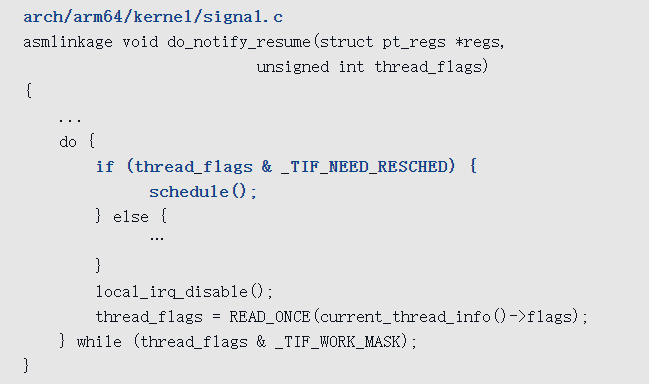 arch/arm64/kernel/signal.c
asmlinkage void do_notify_resume(struct pt_regs *regs,
                          unsigned int thread_flags)
{
    ...
    do {
        if (thread_flags & _TIF_NEED_RESCHED) {
              schedule();
        } else {
              …
        }
        local_irq_disable();
        thread_flags = READ_ONCE(current_thread_info()->flags);
    } while (thread_flags & _TIF_WORK_MASK);
}